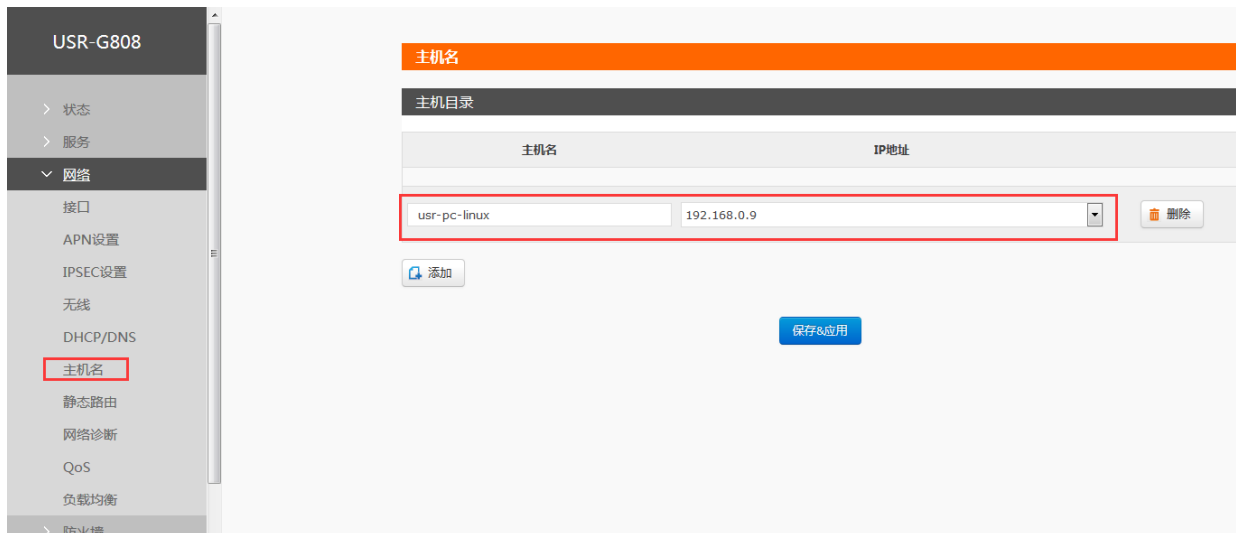 USR-G808
状态
服务
网络
接口
APN设置
IPSEC设置
无线
DHCP/DNS
主机名
静态路由
网络诊断
QoS
负载均衡
防火墙
主机名
主机目录
主机名 IP地址
usr-pc-linux 192.168.0.9 删除
添加
保存&应用